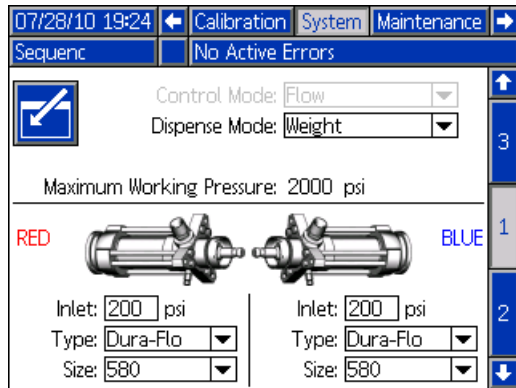 07/28/10 19:24 Calibration System Maintenance
Sequenc No Active Errors
Control Mode: Flow
Dispense Mode: Weight
3
Maximum Working Pressure: 2000 psi
RED BLUE 1
Inlet: 200 psi Inlet: 200 psi
2
Type: Dura-Flo Type: Dura-Flo
Size: 580 Size: 580